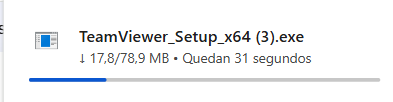 TeamViewer_Setup_x64 (3).exe
↓ 17,8/78,9 MB • Quedan 31 segundos